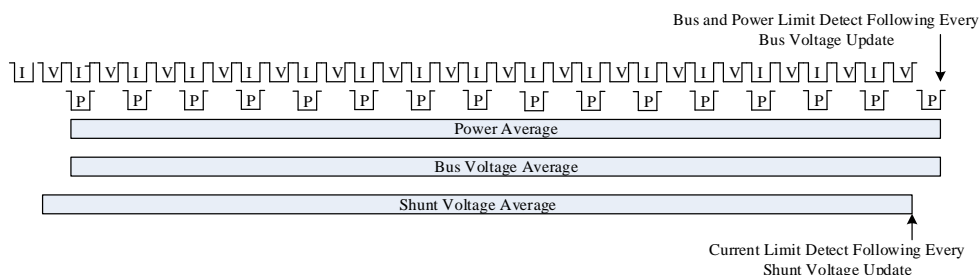 Bus and Power Limit Detect Following Every
Bus Voltage Update
I V I V I V I V I V I V I V I V I V I V I V I V I V I V I V I V
P P P P P P P P P P P P P P P P
Power Average
Bus Voltage Average
Shunt Voltage Average
Current Limit Detect Following Every
Shunt Voltage Update